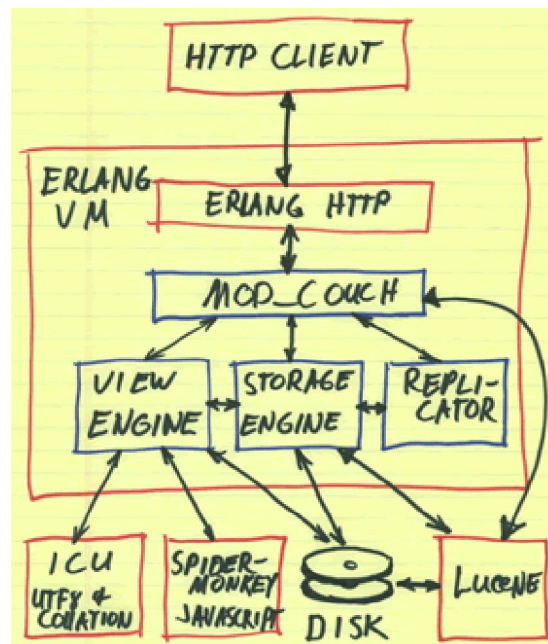 HTTP CLIENT
ERLANG
VM
ERLANG HTTP
MOD_COUCH
VIEW
ENGINE
STORAGE
ENGINE
REPLI-
CATOR
ICU
UTF8 &
COLLATION
SPIDER-
MONKEY
JAVASCRIPT
DISK
LUCENE